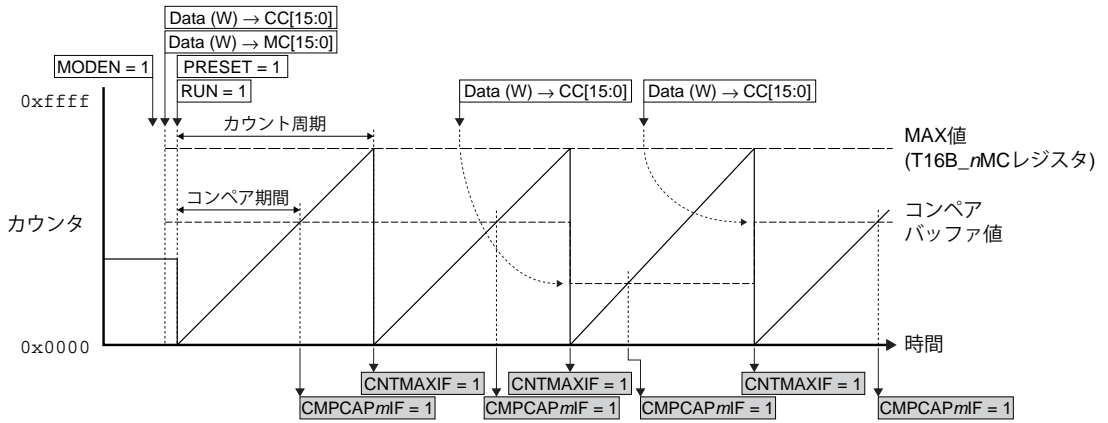 Data (W) → CC[15:0]
Data (W) → MC[15:0]
MODEN = 1
PRESET = 1
RUN = 1
Data (W) → CC[15:0]
Data (W) → CC[15:0]
0xffff
カウント周期
MAX値
(T16B_nMCレジスタ)
コンペア期間
カウンタ
コンペア
バッファ値
0x0000
時間
CNTMAXIF = 1
CNTMAXIF = 1
CNTMAXIF = 1
CMPCAPmIF = 1
CMPCAPmIF = 1
CMPCAPmIF = 1
CMPCAPmIF = 1